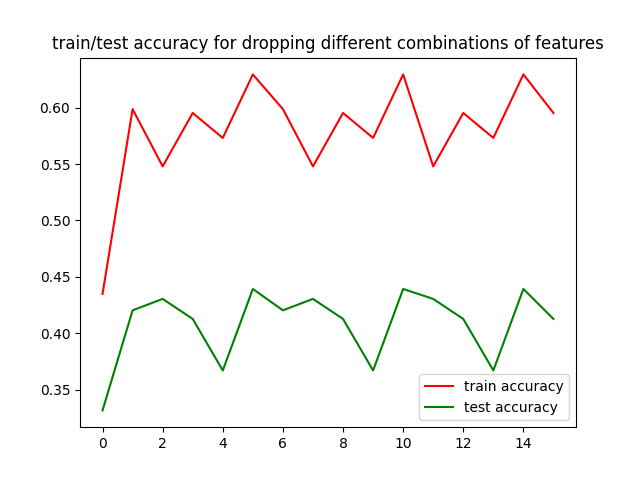 train/test accuracy for dropping different combinations of features
0.60
0.55
0.50
0.45
0.40
0.35
train accuracy
test accuracy
0 2 4 6 8 10 12 14